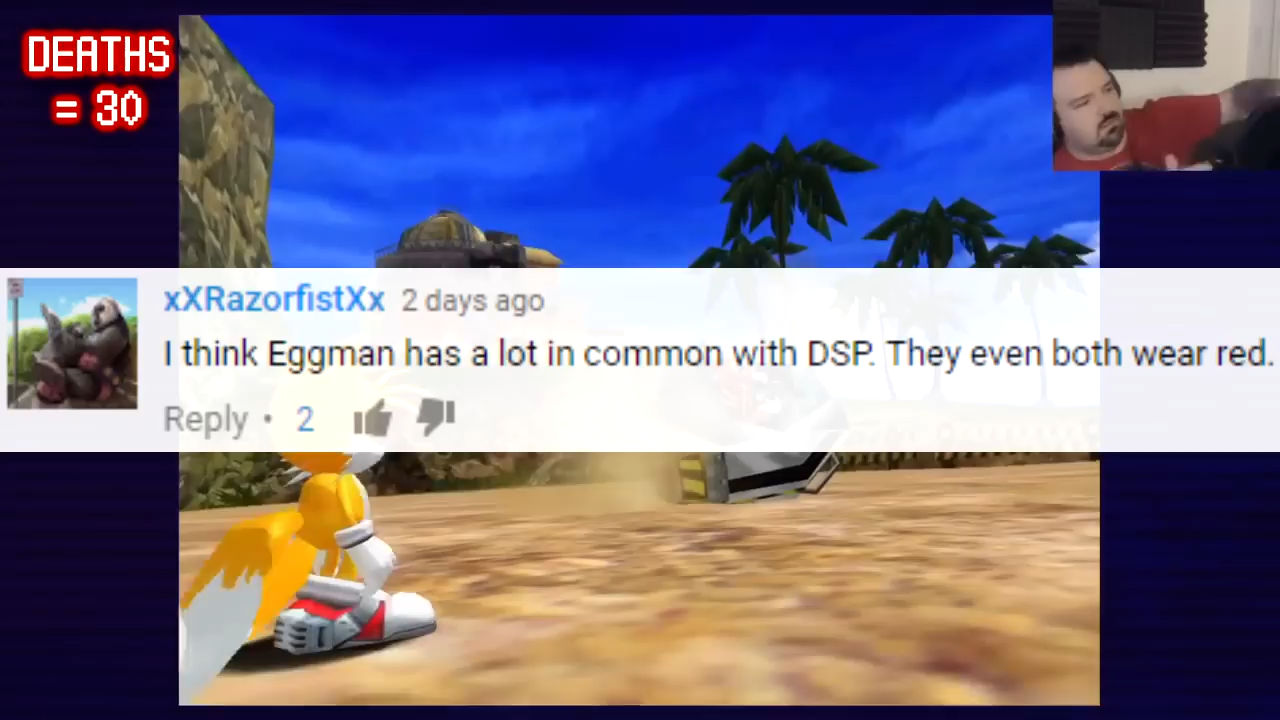 DEATHS
= 30
xXRazorfistXx 2 days ago
I think Eggman has a lot in common with DSP. They even both wear red.
Reply • 2